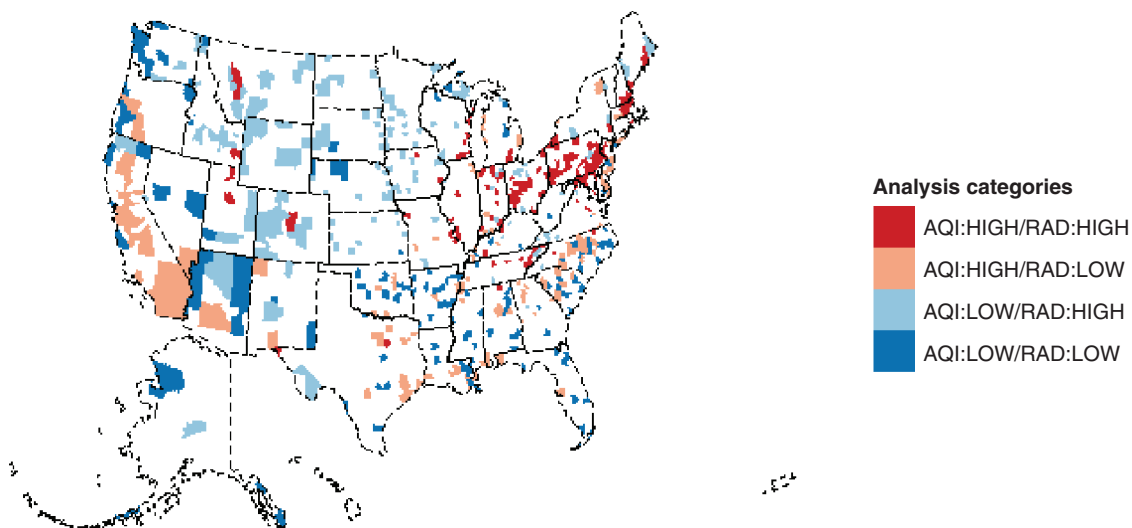 Analysis categories
AQI:HIGH/RAD:HIGH
AQI:HIGH/RAD:LOW
AQI:LOW/RAD:HIGH
AQI:LOW/RAD:LOW